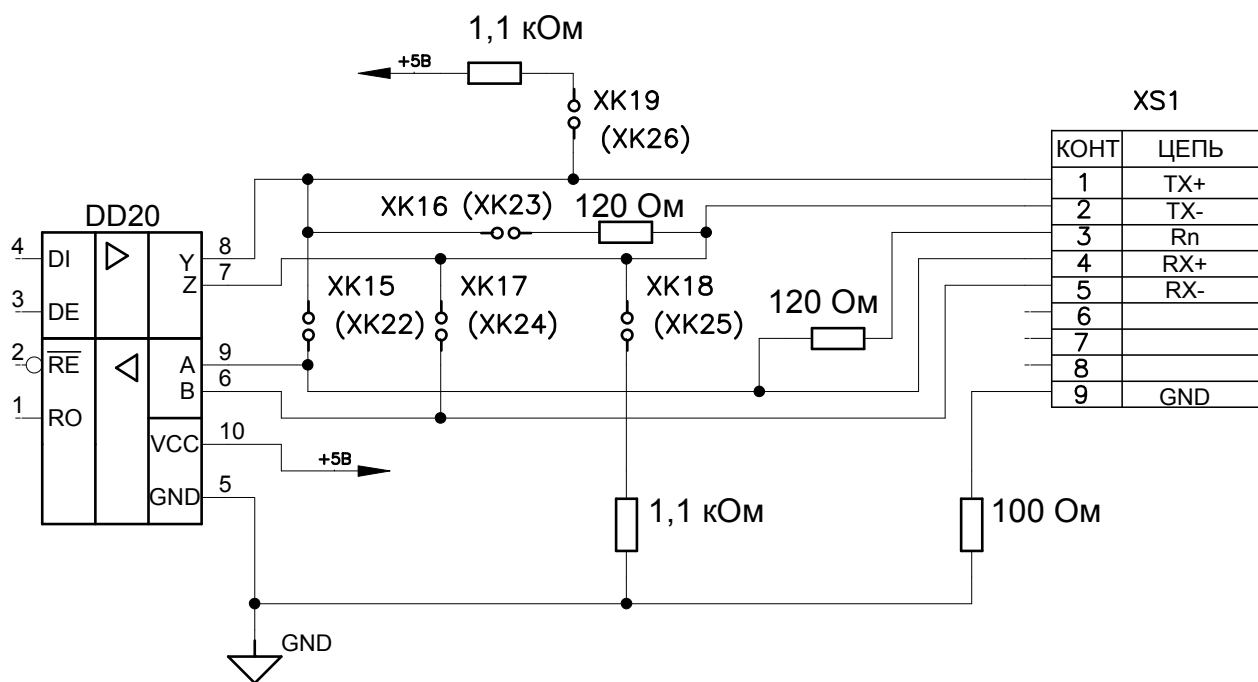 1,1 кОм
+5В
XK19
(XK26)
XS1
КОНТ ЦЕПЬ
1 TX+
2 TX-
3 Rn
4 RX+
5 RX-
6
7
8
9 GND
XK16 (XK23)
120 Ом
DD20
4 DI
3 DE
2 RE
1 RO
Y 8
Z 7
A 9
B 6
VCC 10
GND 5
XK15
(XK22)
XK17
(XK24)
XK18
(XK25)
120 Ом
+5В
1,1 кОм
100 Ом
GND